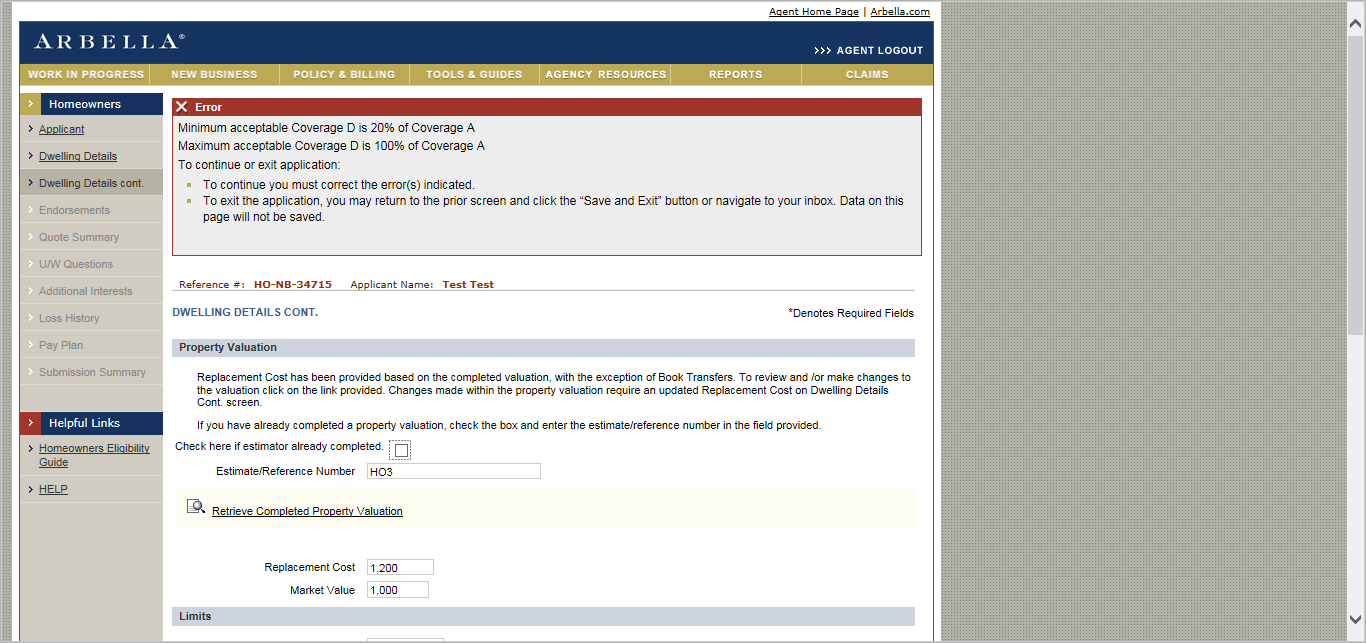 Agent Home Page | Arbella.com
ARBELLA®
>>> AGENT LOGOUT
WORK IN PROGRESS NEW BUSINESS POLICY & BILLING TOOLS & GUIDES AGENCY RESOURCES REPORTS CLAIMS
Homeowners
Applicant
Dwelling Details
Dwelling Details cont.
Endorsements
Quote Summary
U/W Questions
Additional Interests
Loss History
Pay Plan
Submission Summary
Helpful Links
Homeowners Eligibility
Guide
HELP
Error
Minimum acceptable Coverage D is 20% of Coverage A
Maximum acceptable Coverage D is 100% of Coverage A
To continue or exit application:
To continue you must correct the error(s) indicated.
To exit the application, you may return to the prior screen and click the “Save and Exit” button or navigate to your inbox. Data on this
page will not be saved.
Reference #: HO-NB-34715 Applicant Name: Test Test
DWELLING DETAILS CONT.
*Denotes Required Fields
Property Valuation
Replacement Cost has been provided based on the completed valuation, with the exception of Book Transfers. To review and /or make changes to
the valuation click on the link provided. Changes made within the property valuation require an updated Replacement Cost on Dwelling Details
Cont. screen.
If you have already completed a property valuation, check the box and enter the estimate/reference number in the field provided.
Check here if estimator already completed.
Estimate/Reference Number HO3
Retrieve Completed Property Valuation
Replacement Cost 1,200
Market Value 1,000
Limits